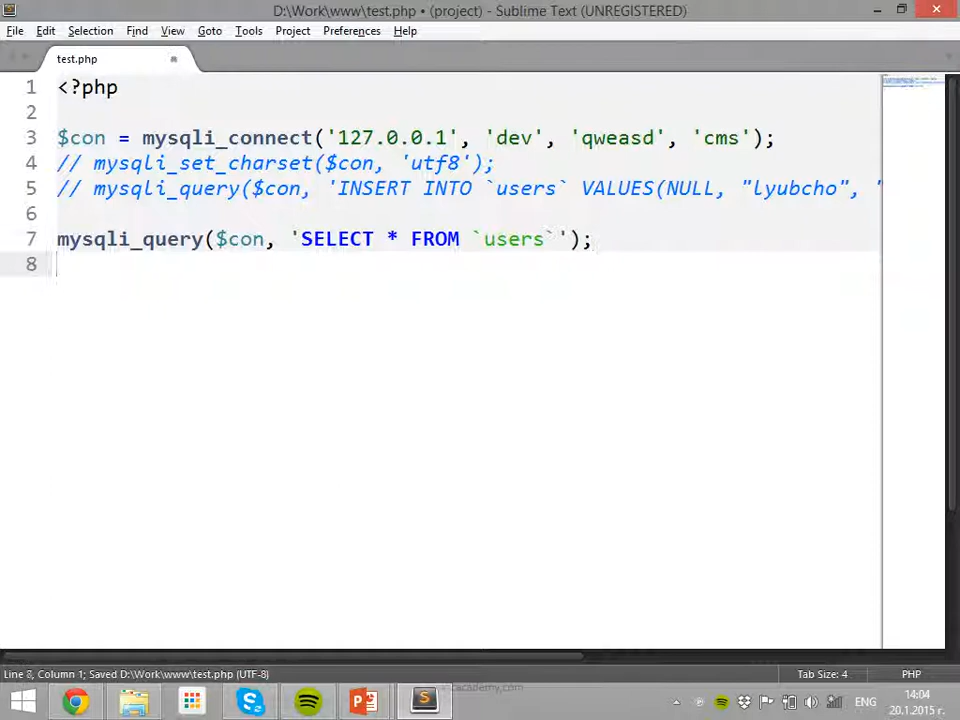 D:\Work\www\test.php • (project) - Sublime Text (UNREGISTERED)
File Edit Selection Find View Goto Tools Project Preferences Help
test.php
1 <?php
2
3 $con = mysqli_connect('127.0.0.1', 'dev', 'qweasd', 'cms');
4 // mysqli_set_charset($con, 'utf8');
5 // mysqli_query($con, 'INSERT INTO `users` VALUES(NULL, "lyubcho", "
6
7 mysqli_query($con, 'SELECT * FROM `users`');
8
Line 8, Column 1; Saved D:\Work\www\test.php (UTF-8) Tab Size: 4 PHP
ENG
14:04
20.1.2015 г.